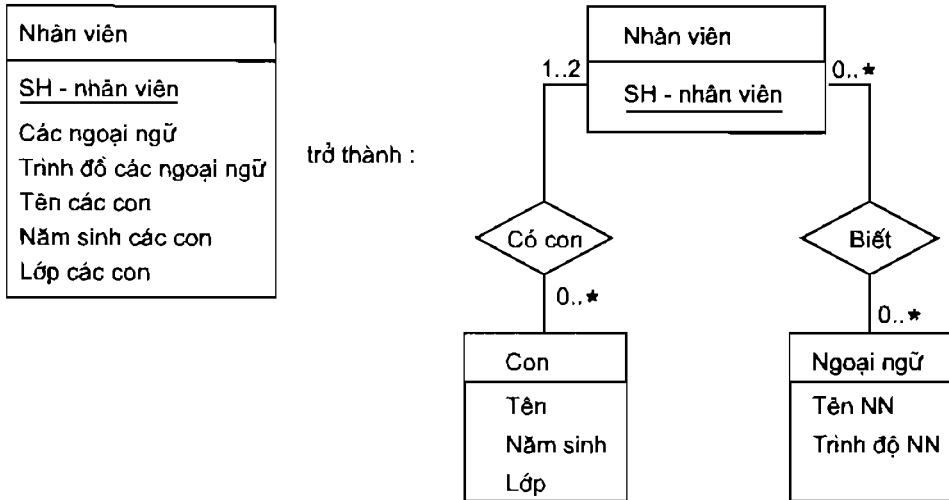 Nhân viên
SH - nhân viên
Các ngoại ngữ
Trình độ các ngoại ngữ
Tên các con
Năm sinh các con
Lớp các con
trở thành :
Nhân viên
SH - nhân viên
1..2
0..*
Có con
Biết
0..*
0..*
Con
Tên
Năm sinh
Lớp
Ngoại ngữ
Tên NN
Trình độ NN